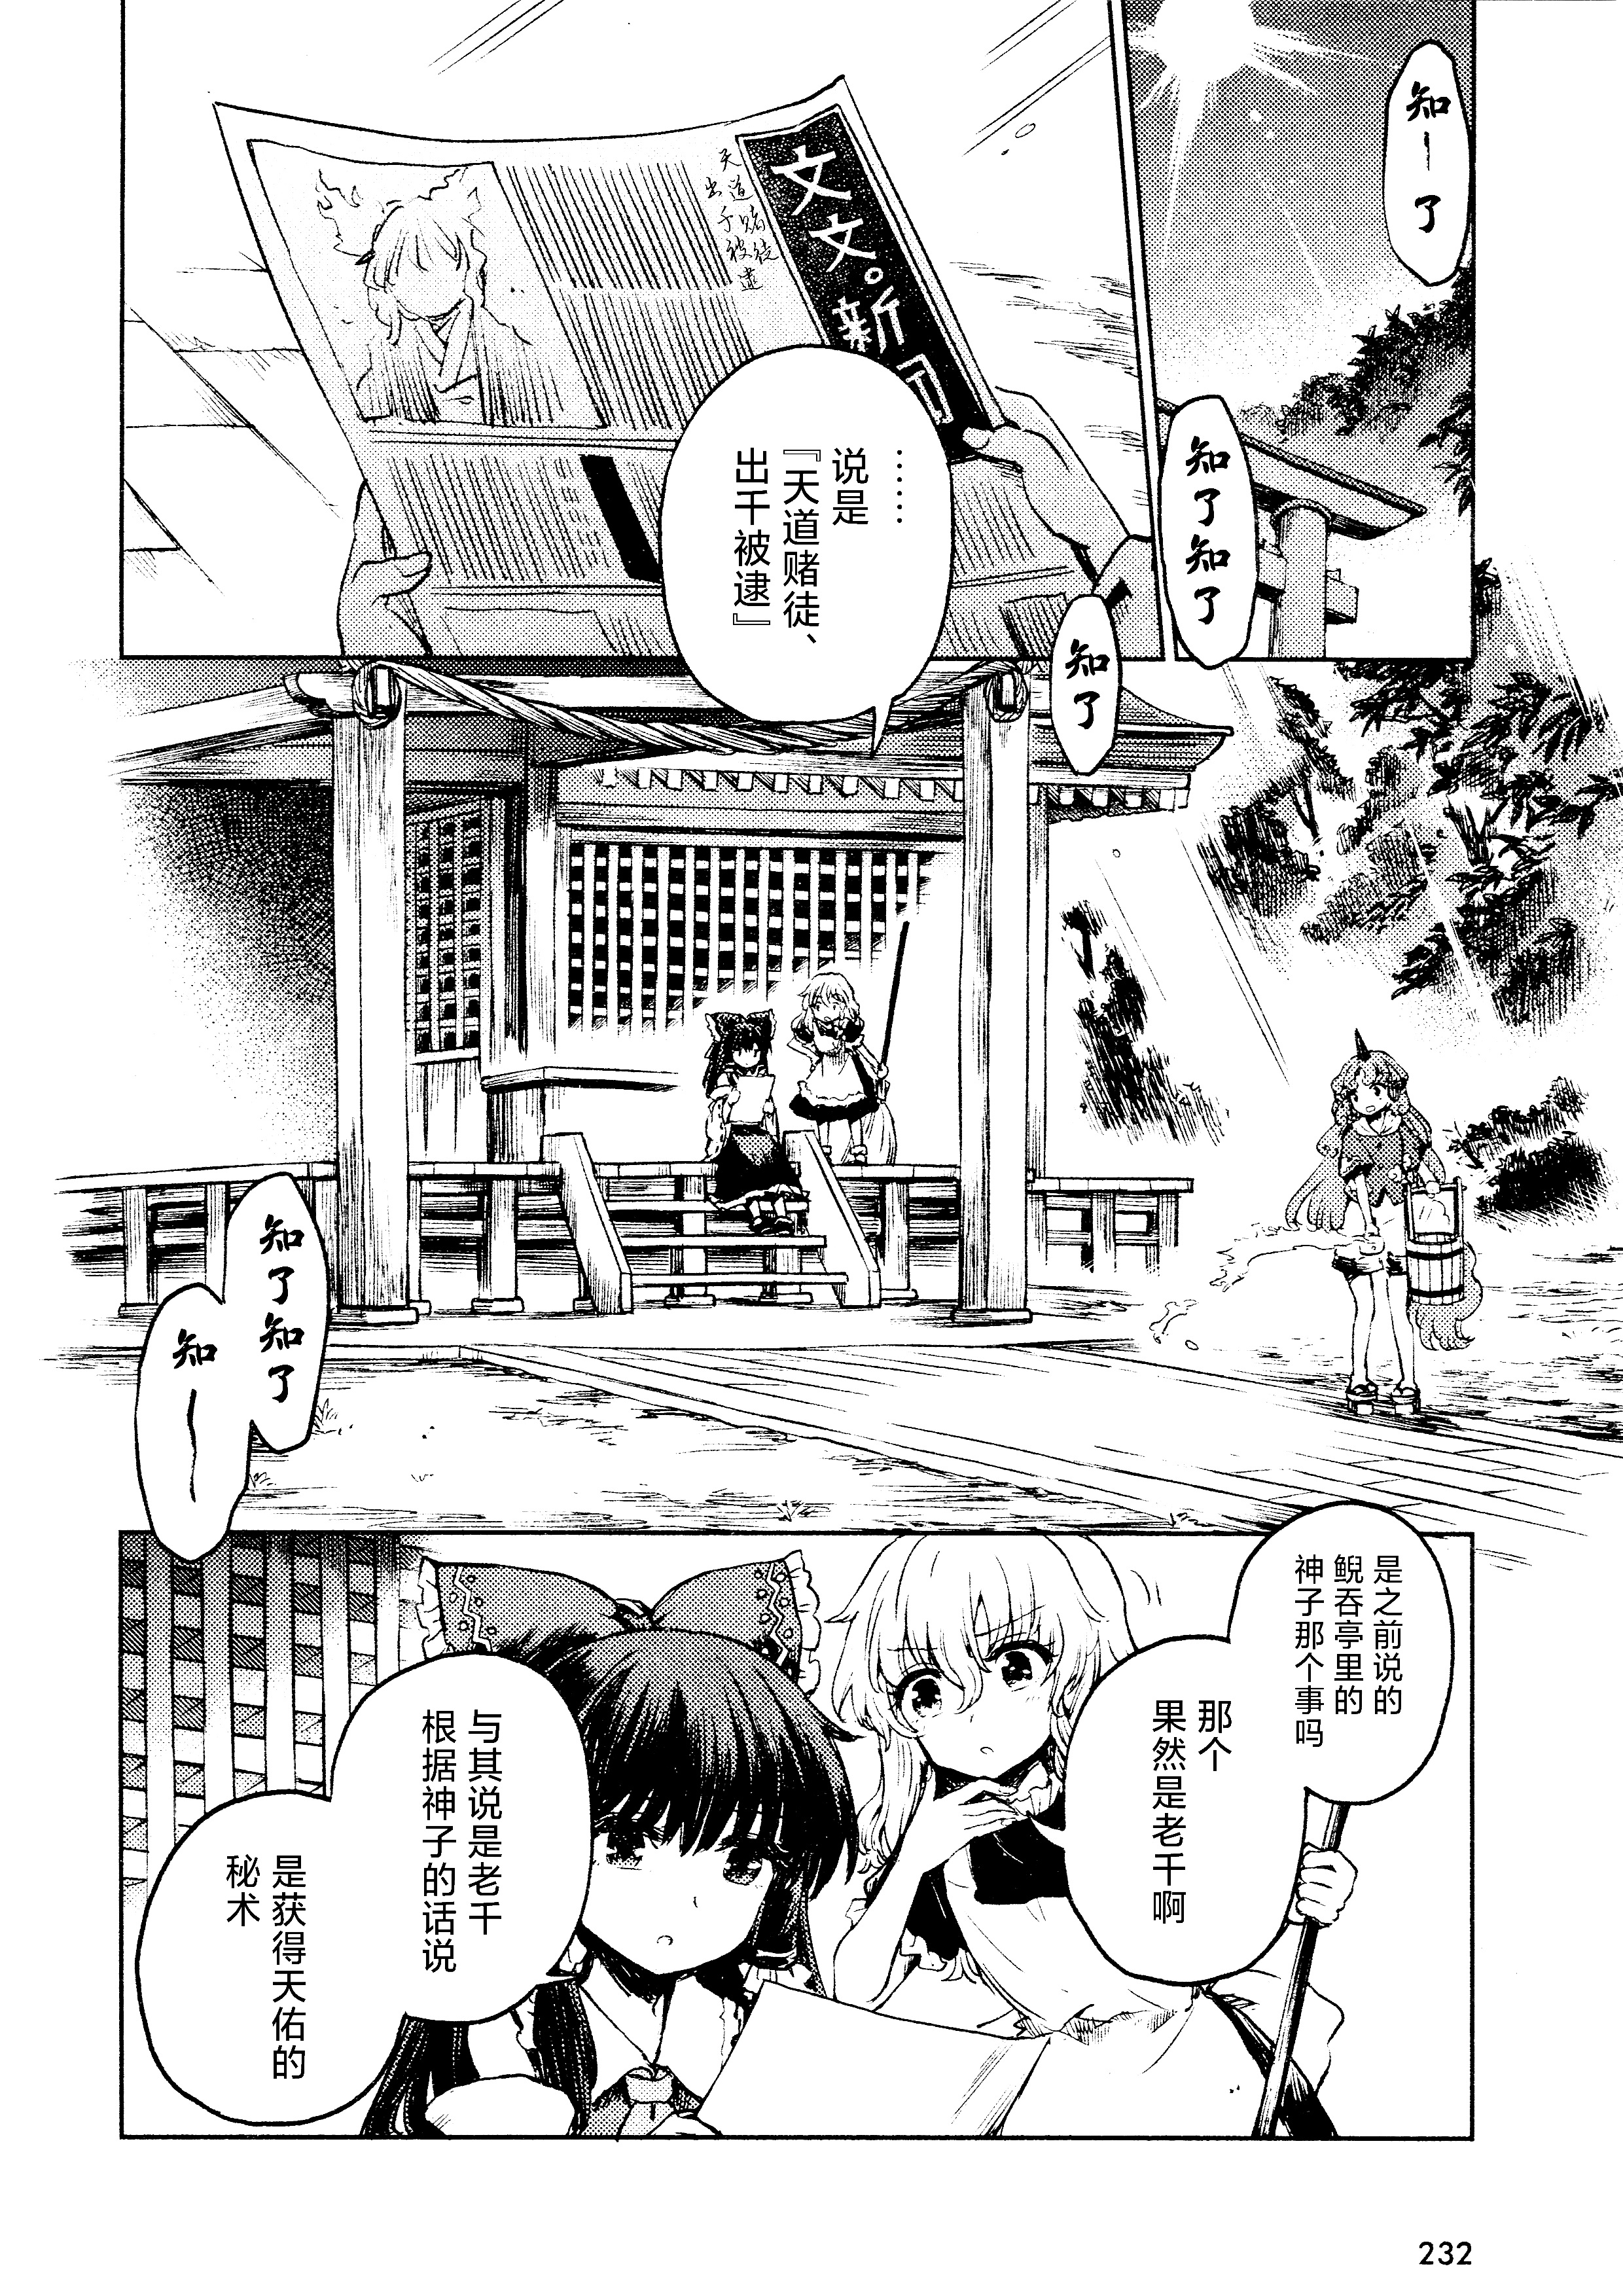 知ー了
知了知了
文文。新闻
天道赌徒
出千被逮
……
说是
『天道赌徒、
出千被逮』
知了
知了知了
知ー
是之前说的
鲵吞亭里的
神子那个事吗
那个
果然是老千啊
与其说是老千
根据神子的话说
是获得天佑的
秘术
232